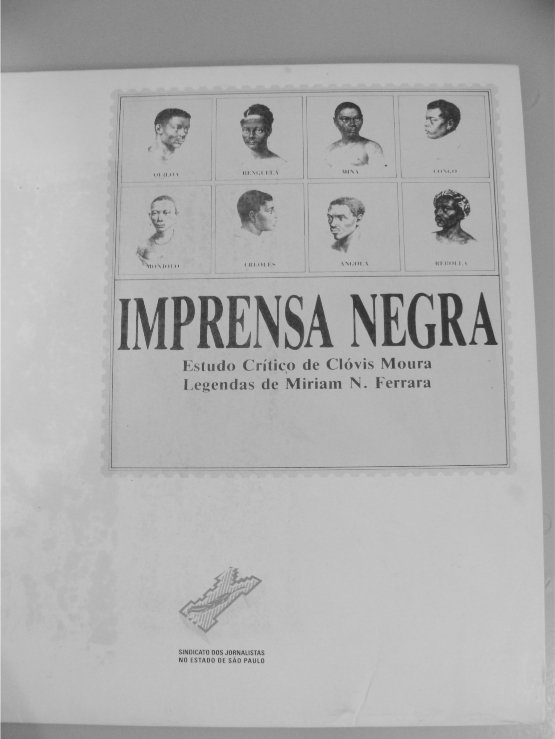 QUILOA
BENGUELA
MINA
CONGO
MONJOLO
CREOLES
ANGOLA
REBOLLA
IMPRENSA NEGRA
Estudo Crítico de Clóvis Moura
Legendas de Miriam N. Ferrara
SINDICATO DOS JORNALISTAS
NO ESTADO DE SÃO PAULO